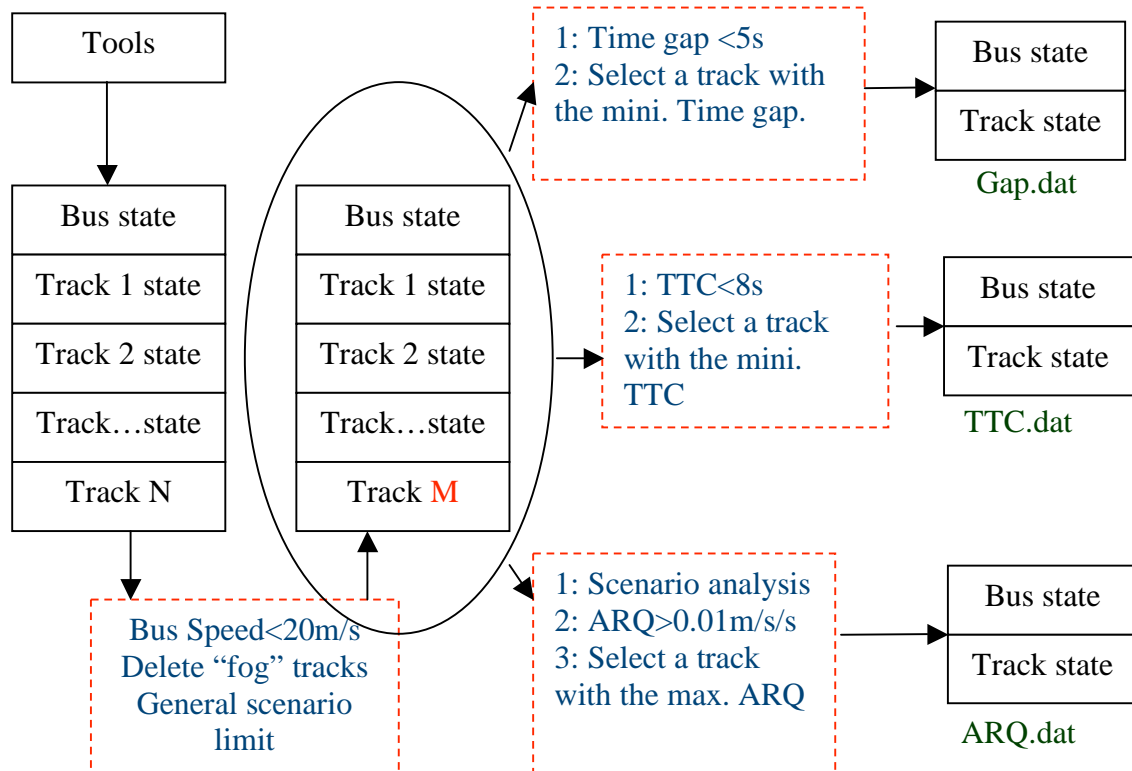 Tools
Bus state
Track 1 state
Track 2 state
Track…state
Track N
Bus Speed<20m/s
Delete “fog” tracks
General scenario
limit
Bus state
Track 1 state
Track 2 state
Track…state
Track M
1: Time gap <5s
2: Select a track with
the mini. Time gap.
Bus state
Track state
Gap.dat
1: TTC<8s
2: Select a track
with the mini.
TTC
Bus state
Track state
TTC.dat
1: Scenario analysis
2: ARQ>0.01m/s/s
3: Select a track
with the max. ARQ
Bus state
Track state
ARQ.dat